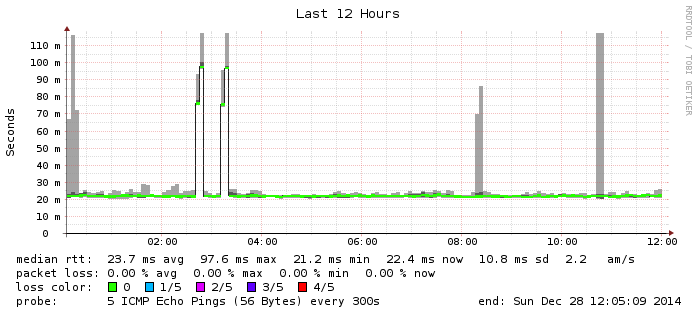 Last 12 Hours
RRDTOOL / TOBI OETIKER
Seconds
110 m
100 m
90 m
80 m
70 m
60 m
50 m
40 m
30 m
20 m
10 m
0
02:00 04:00 06:00 08:00 10:00 12:00
median rtt: 23.7 ms avg 97.6 ms max 21.2 ms min 22.4 ms now 10.8 ms sd 2.2 am/s
packet loss: 0.00 % avg 0.00 % max 0.00 % min 0.00 % now
loss color: 0 1/5 2/5 3/5 4/5
probe: 5 ICMP Echo Pings (56 Bytes) every 300s end: Sun Dec 28 12:05:09 2014